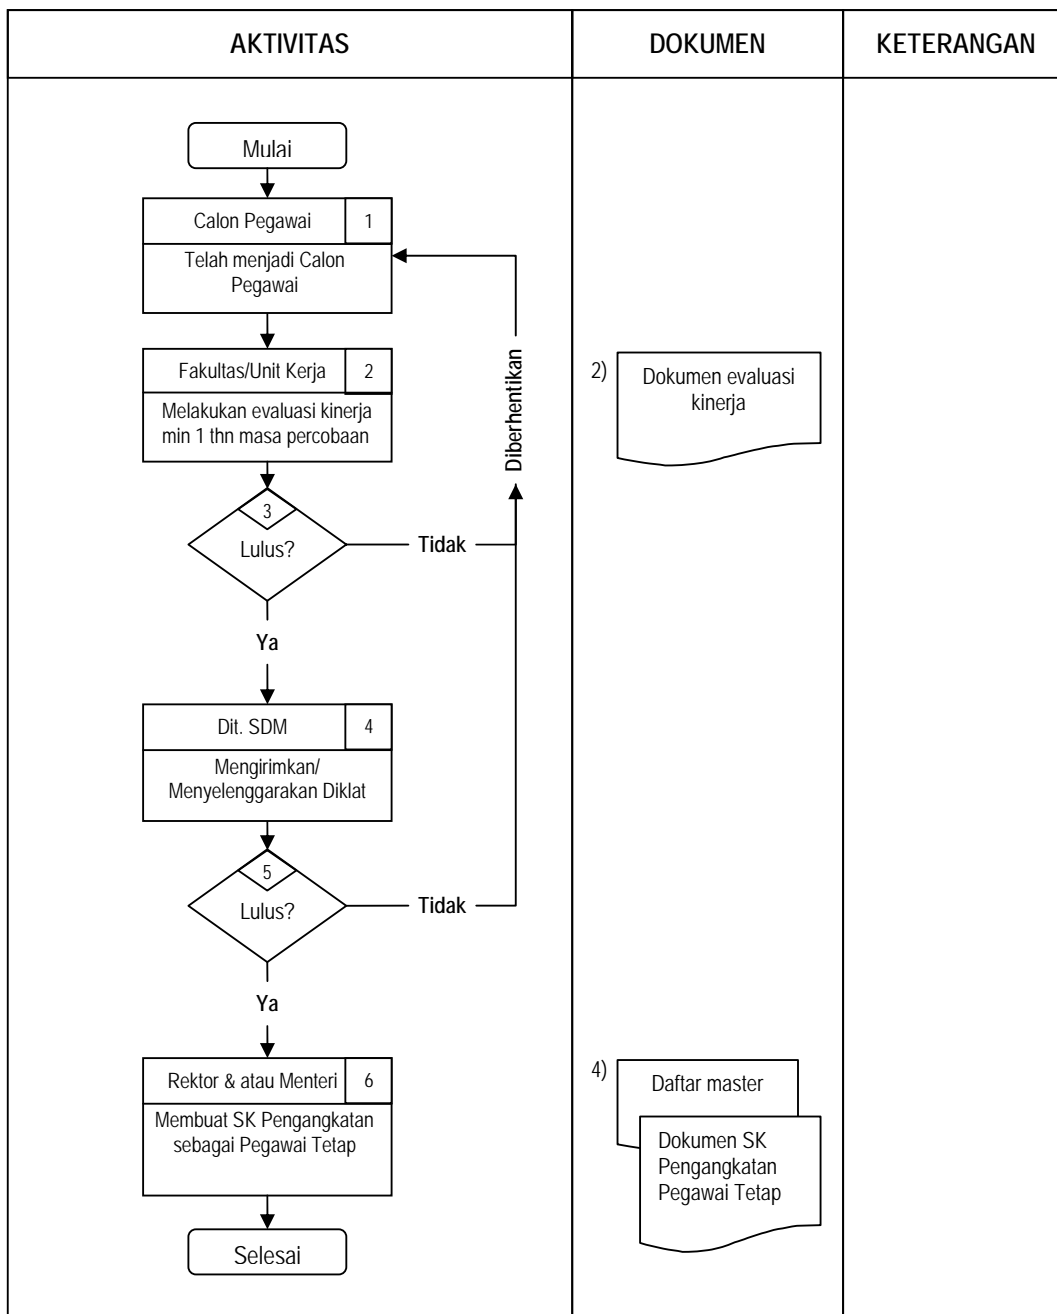 AKTIVITAS
DOKUMEN
KETERANGAN
Mulai
Calon Pegawai
1
Telah menjadi Calon
Pegawai
Fakultas/Unit Kerja
2
Melakukan evaluasi kinerja
min 1 thn masa percobaan
Diberhentikan
2)
Dokumen evaluasi
kinerja
3
Lulus?
Tidak
Ya
Dit. SDM
4
Mengirimkan/
Menyelenggarakan Diklat
5
Lulus?
Tidak
Ya
Rektor & atau Menteri
6
Membuat SK Pengangkatan
sebagai Pegawai Tetap
4)
Daftar master
Dokumen SK
Pengangkatan
Pegawai Tetap
Selesai